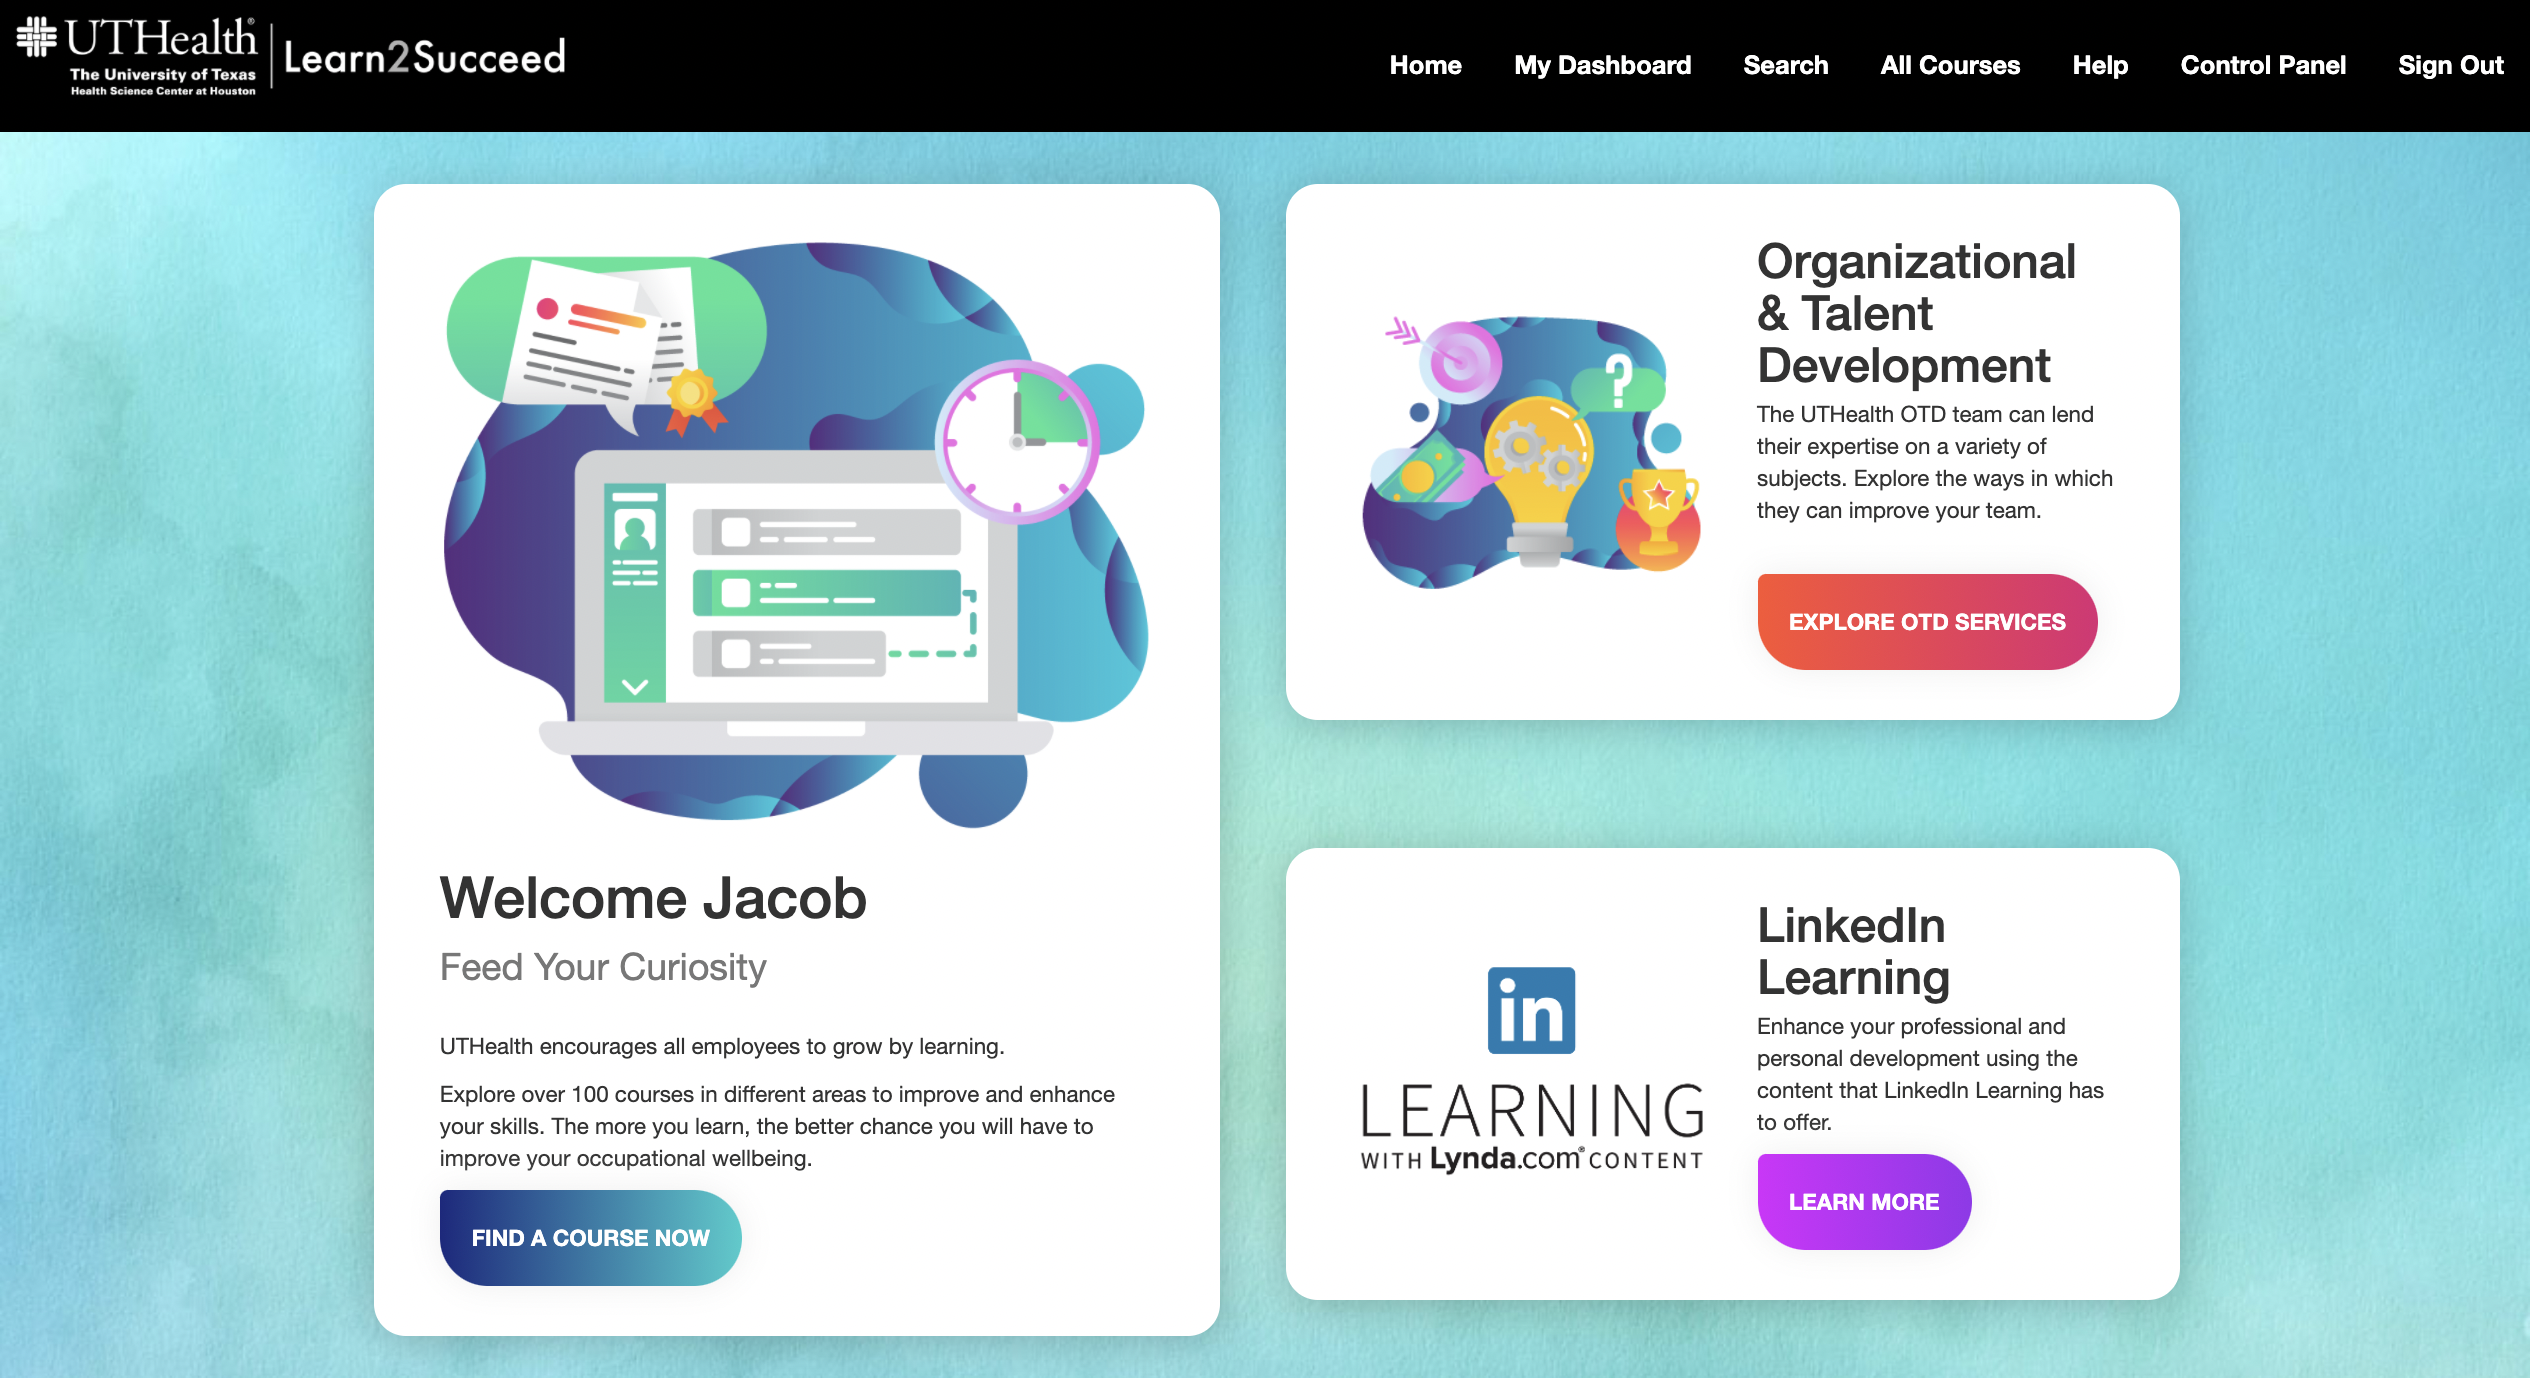 UTHealth®
The University of Texas
Health Science Center at Houston
Learn2Succeed
Home My Dashboard Search All Courses Help Control Panel Sign Out
Welcome Jacob
Feed Your Curiosity
UTHealth encourages all employees to grow by learning.
Explore over 100 courses in different areas to improve and enhance
your skills. The more you learn, the better chance you will have to
improve your occupational wellbeing.
FIND A COURSE NOW
?
Organizational
& Talent
Development
The UTHealth OTD team can lend
their expertise on a variety of
subjects. Explore the ways in which
they can improve your team.
EXPLORE OTD SERVICES
in
LEARNING
WITH Lynda.com® CONTENT
LinkedIn
Learning
Enhance your professional and
personal development using the
content that LinkedIn Learning has
to offer.
LEARN MORE